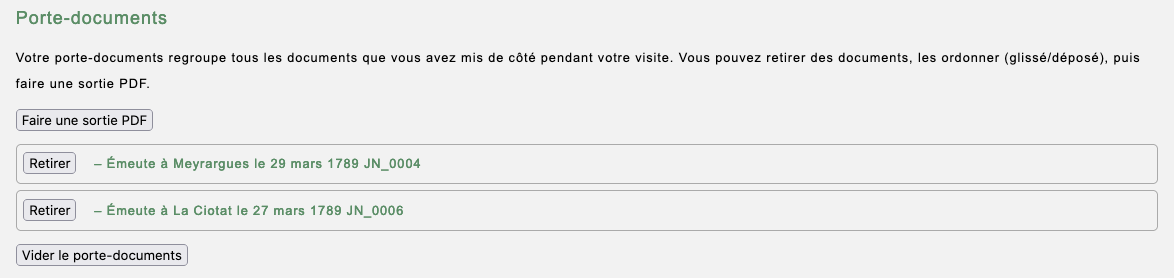 Porte-documents
Votre porte-documents regroupe tous les documents que vous avez mis de côté pendant votre visite. Vous pouvez retirer des documents, les ordonner (glissé/déposé), puis
faire une sortie PDF.
Faire une sortie PDF
Retirer – Émeute à Meyrargues le 29 mars 1789 JN_0004
Retirer – Émeute à La Ciotat le 27 mars 1789 JN_0006
Vider le porte-documents